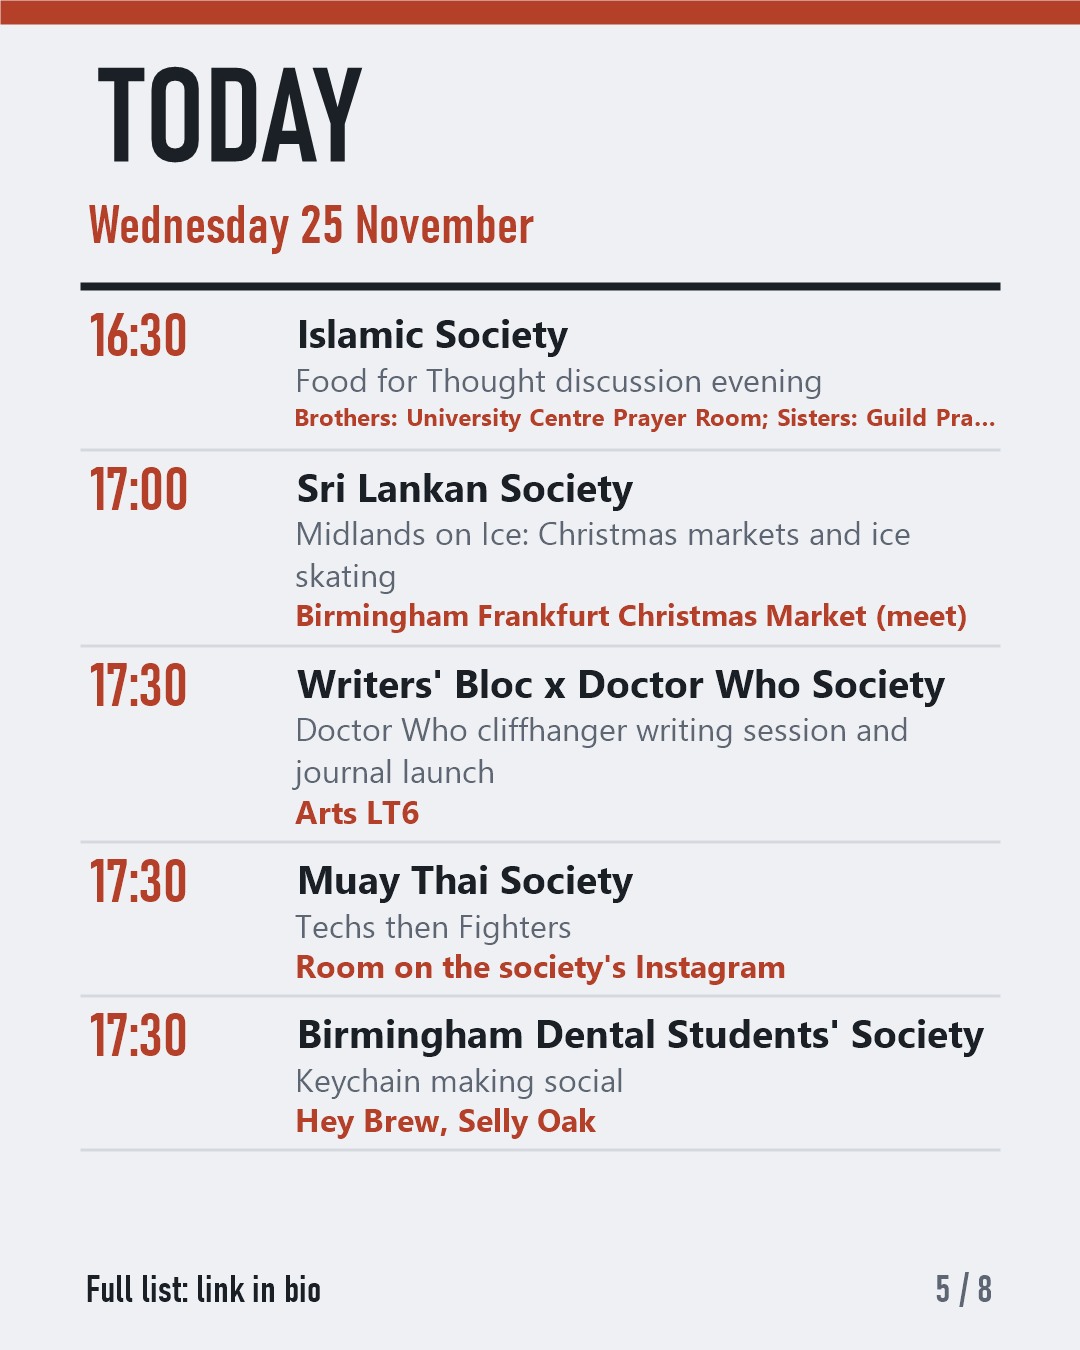 TODAY
Wednesday 25 November
16:30
Islamic Society
Food for Thought discussion evening
Brothers: University Centre Prayer Room; Sisters: Guild Pra...
17:00
Sri Lankan Society
Midlands on Ice: Christmas markets and ice
skating
Birmingham Frankfurt Christmas Market (meet)
17:30
Writers' Bloc x Doctor Who Society
Doctor Who cliffhanger writing session and
journal launch
Arts LT6
17:30
Muay Thai Society
Techs then Fighters
Room on the society's Instagram
17:30
Birmingham Dental Students' Society
Keychain making social
Hey Brew, Selly Oak
Full list: link in bio
5 / 8